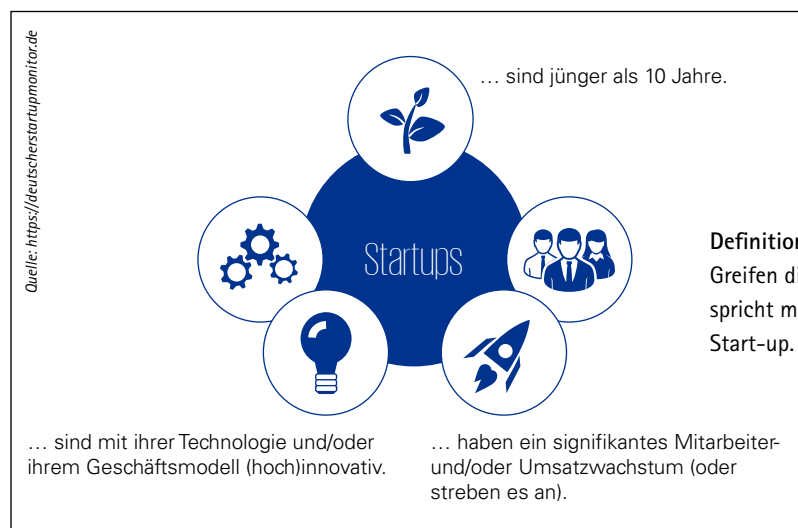 Quelle: https://deutscherstartupmonitor.de
… sind jünger als 10 Jahre.
Startups
Definition
Greifen di
spricht m
Start-up.
… sind mit ihrer Technologie und/oder
ihrem Geschäftsmodell (hoch)innovativ.
… haben ein signifikantes Mitarbeiter-
und/oder Umsatzwachstum (oder
streben es an).